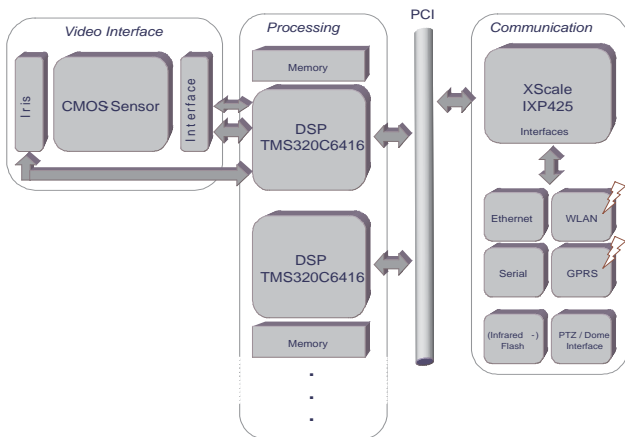 Video Interface
Iris
CMOS-Sensor
Interface
Processing
Memory
DSP
TMS320C6416
DSP
TMS320C6416
Memory
PCI
Communication
XScale
IXP425
Interfaces
Ethernet
WLAN
Serial
GPRS
(Infrared -)
Flash
PTZ / Dome
Interface